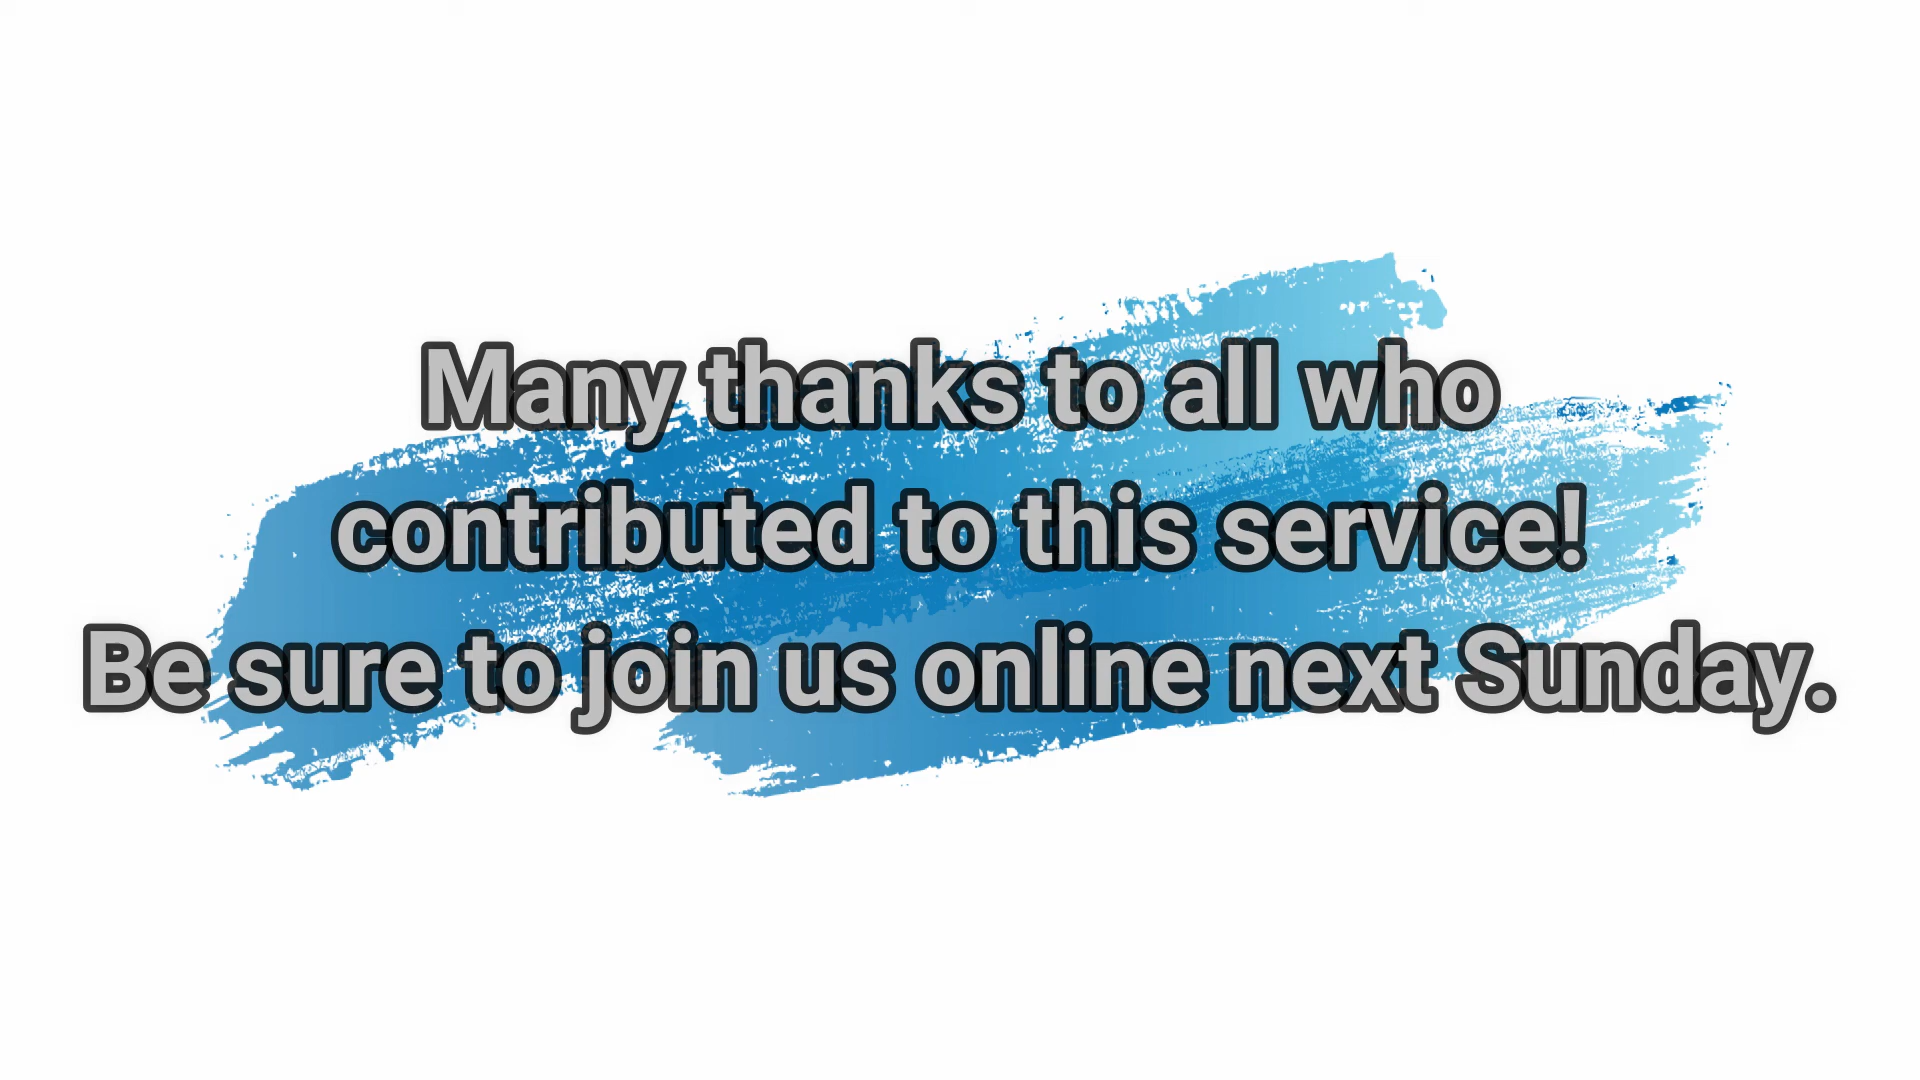 Many thanks to all who
contributed to this service!
Be sure to join us online next Sunday.